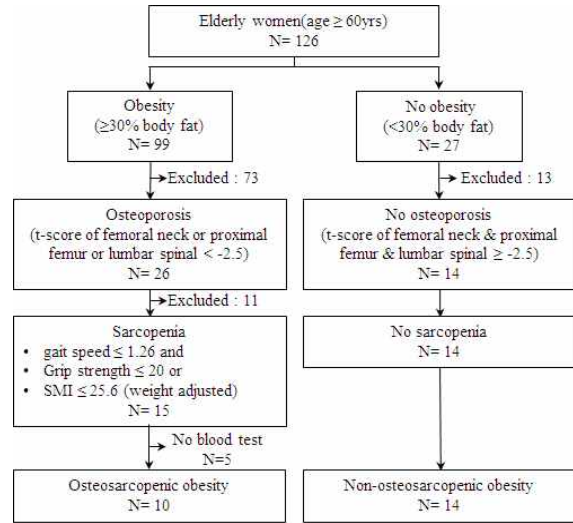 Elderly women(age ≥ 60yrs)
N= 126
Obesity
(≥30% body fat)
N= 99
No obesity
(<30% body fat)
N= 27
Excluded : 73
Excluded : 13
Osteoporosis
(t-score of femoral neck or proximal
femur or lumbar spinal < -2.5)
N= 26
No osteoporosis
(t-score of femoral neck & proximal
femur & lumbar spinal ≥ -2.5)
N= 14
Excluded : 11
Sarcopenia
• gait speed ≤ 1.26 and
• Grip strength ≤ 20 or
• SMI ≤ 25.6 (weight adjusted)
N= 15
No sarcopenia
N= 14
No blood test
N=5
Osteosarcopenic obesity
N= 10
Non-osteosarcopenic obesity
N= 14